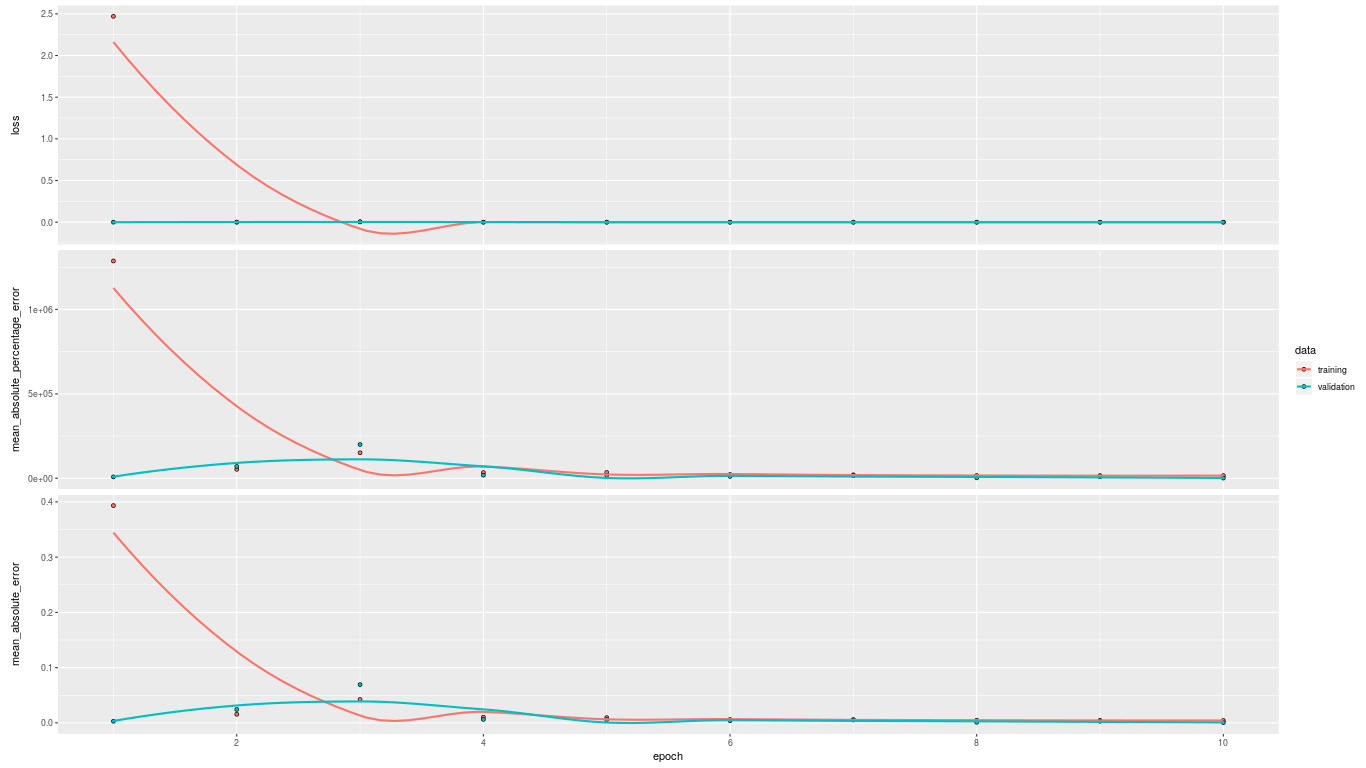 2.5
2.0
1.5
1.0
0.5
0.0
loss
1e+06
5e+05
0e+00
mean_absolute_percentage_error
0.4
0.3
0.2
0.1
0.0
mean_absolute_error
2
4
6
8
10
epoch
data
training
validation